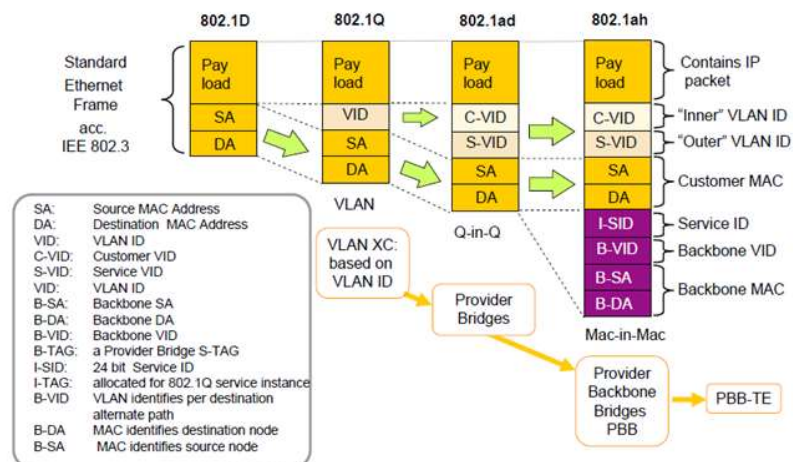 802.1D 802.1Q 802.1ad 802.1ah
Standard
Ethernet
Frame
acc.
IEEE 802.3
Pay
load
SA
DA
Pay
load
VID
SA
DA
VLAN
Pay
load
C-VID
S-VID
SA
DA
Q-in-Q
Pay
load
C-VID
S-VID
SA
DA
I-SID
B-VID
B-SA
B-DA
Mac-in-Mac
Contains IP
packet
"Inner" VLAN ID
"Outer" VLAN ID
Customer MAC
Service ID
Backbone VID
Backbone MAC
SA: Source MAC Address
DA: Destination MAC Address
VID: VLAN ID
C-VID: Customer VID
S-VID: Service VID
VID: VLAN ID
B-SA: Backbone SA
B-DA: Backbone DA
B-VID: Backbone VID
B-TAG: a Provider Bridge S-TAG
I-SID: 24 bit Service ID
I-TAG: allocated for 802.1Q service instance
B-VID VLAN identifies per destination
alternate path
B-DA MAC identifies destination node
B-SA MAC identifies source node
VLAN XC:
based on
VLAN ID
Provider
Bridges
Provider
Backbone
Bridges
PBB
PBB-TE